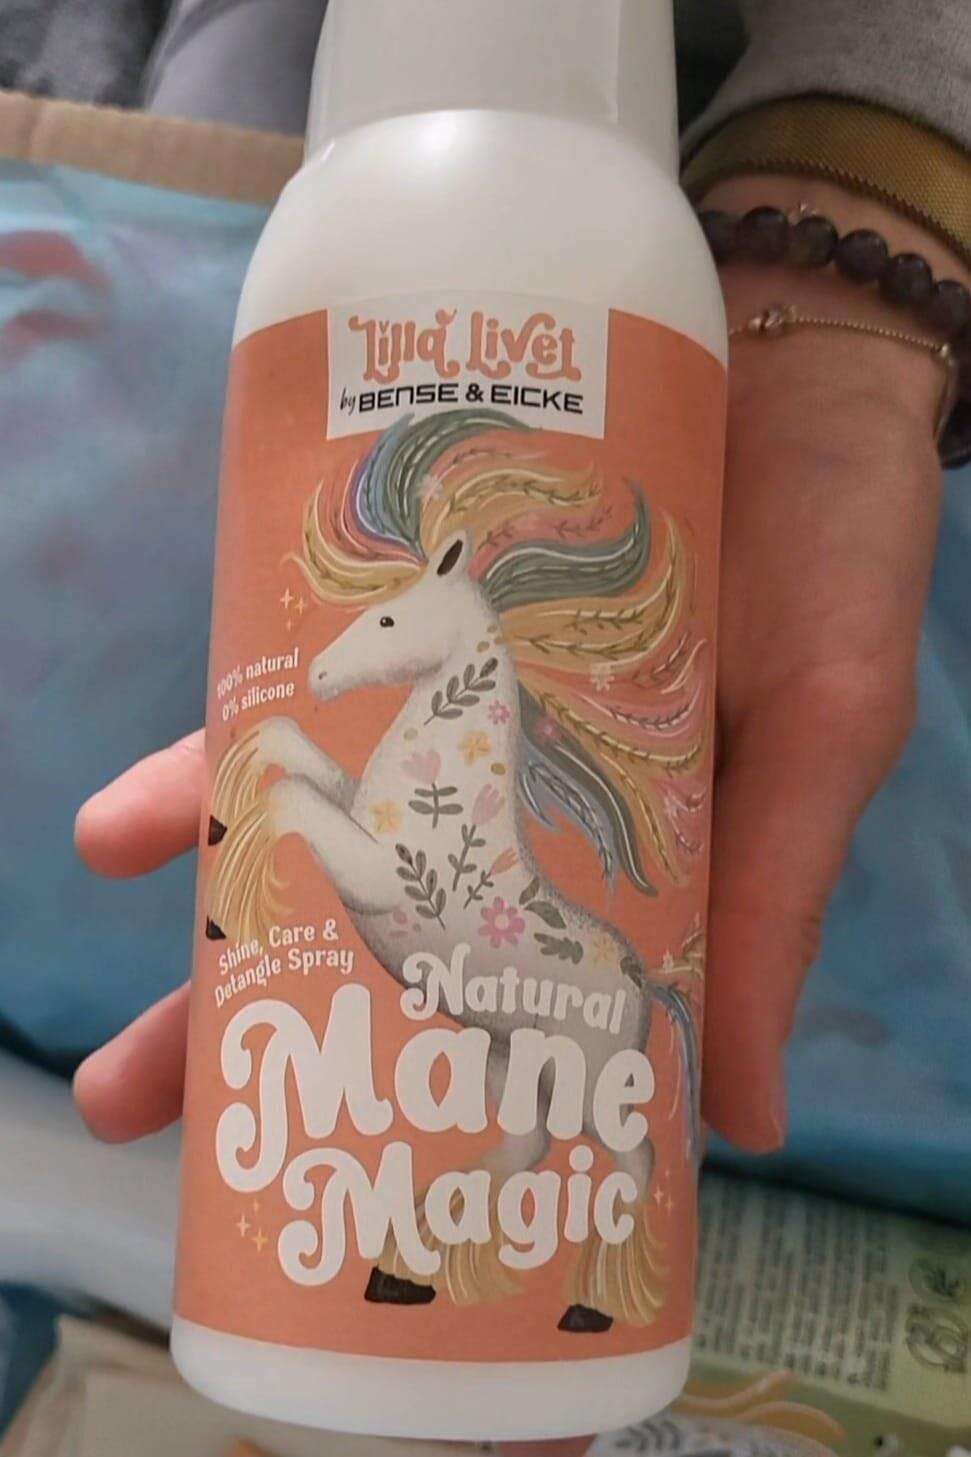 Lilla Livet
by BENSE & EICKE
100% natural
0% silicone
Shine, Care &
Detangle Spray
Natural
Mane
Magic